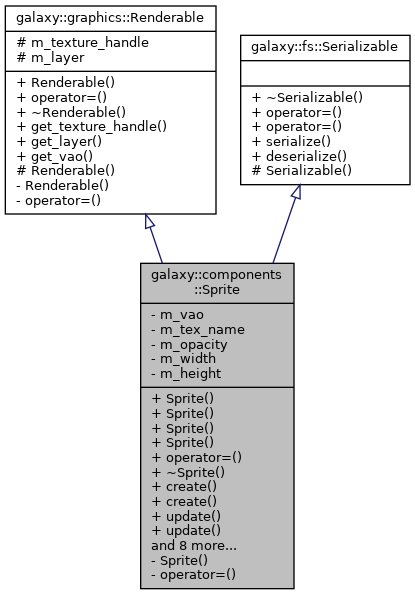 galaxy::graphics::Renderable
# m_texture_handle
# m_layer
+ Renderable()
+ operator=()
+ ~Renderable()
+ get_texture_handle()
+ get_layer()
+ get_vao()
# Renderable()
- Renderable()
- operator=()
galaxy::fs::Serializable
+ ~Serializable()
+ operator=()
+ operator=()
+ serialize()
+ deserialize()
# Serializable()
galaxy::components
::Sprite
- m_vao
- m_tex_name
- m_opacity
- m_width
- m_height
+ Sprite()
+ Sprite()
+ Sprite()
+ Sprite()
+ operator=()
+ ~Sprite()
+ create()
+ create()
+ update()
+ update()
and 8 more...
- Sprite()
- operator=()